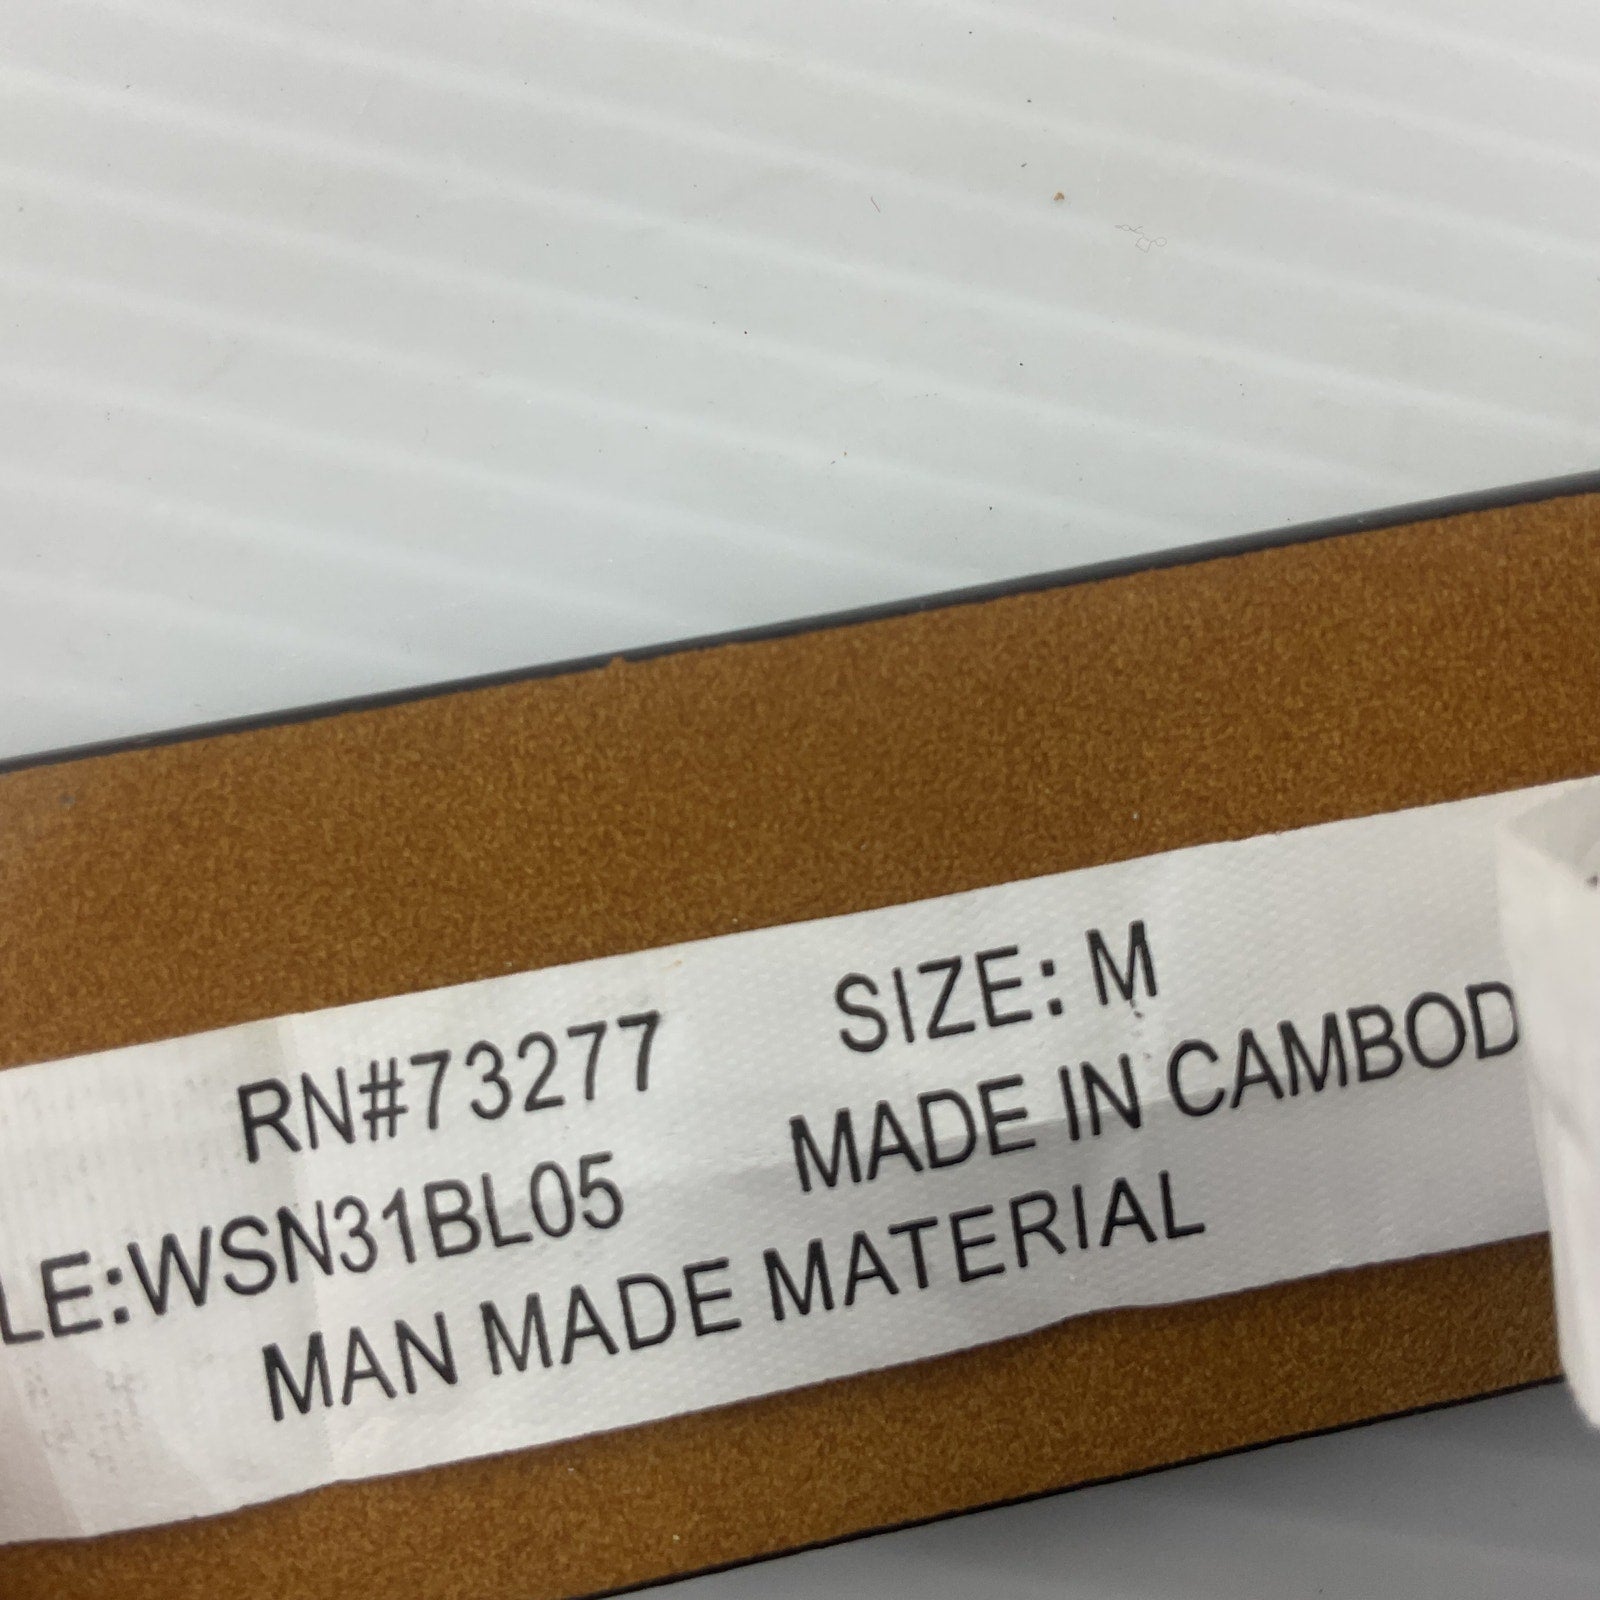 RN#73277 SIZE: M
LE:WSN31BL05 MADE IN CAMBOD
MAN MADE MATERIAL